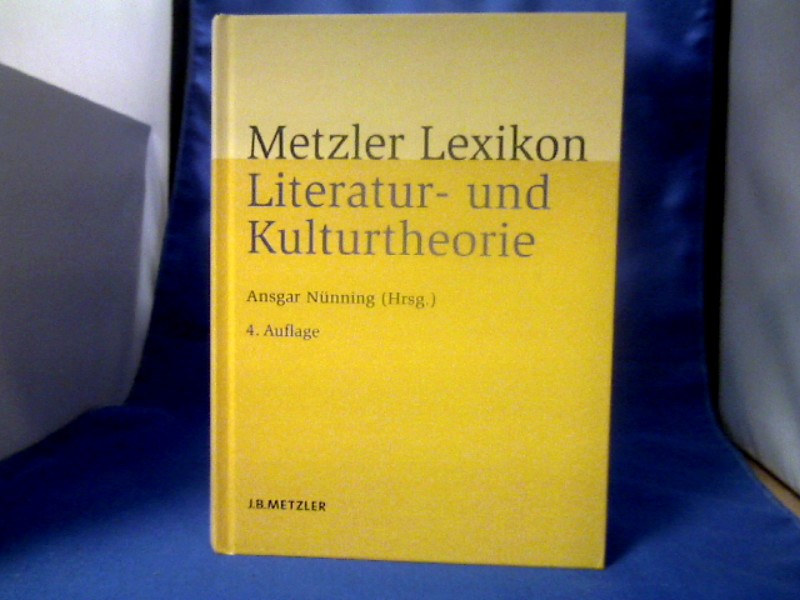 Metzler Lexikon
Literatur- und
Kulturtheorie
Ansgar Nünning (Hrsg.)
4. Auflage
J.B.METZLER